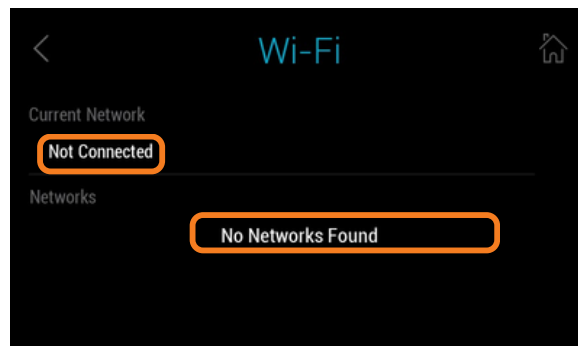 Wi-Fi
Current Network
Not Connected
Networks
No Networks Found